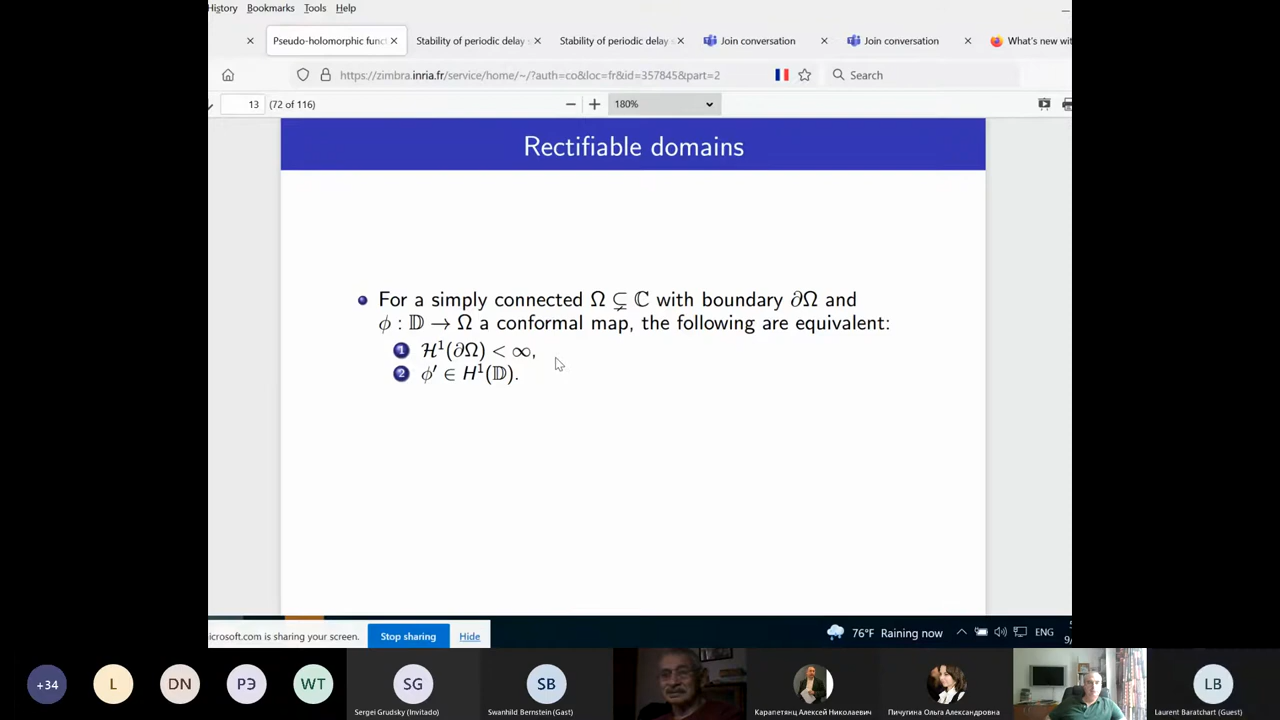 History Bookmarks Tools Help
Pseudo-holomorphic func
Stability of periodic delay s
Stability of periodic delay s
Join conversation
Join conversation
What's new wit
https://zimbra.inria.fr/service/home/~/?auth=co&loc=fr&id=357845&part=2
Search
13 (72 of 116)
180%
Rectifiable domains
For a simply connected Ω ⊊ ℂ with boundary ∂Ω and
ϕ : 𝔻 → Ω a conformal map, the following are equivalent:
1 ℋ¹(∂Ω) < ∞,
2 ϕ′ ∈ H¹(𝔻).
icrosoft.com is sharing your screen. Stop sharing Hide
76°F Raining now ENG
+34 L DN РЭ WT SG SB LB
Sergei Grudsky (Invitado)
Swanhild Bernstein (Gast)
Карапетянц Алексей Николаевич
Пичугина Ольга Александровна
Laurent Baratchart (Guest)